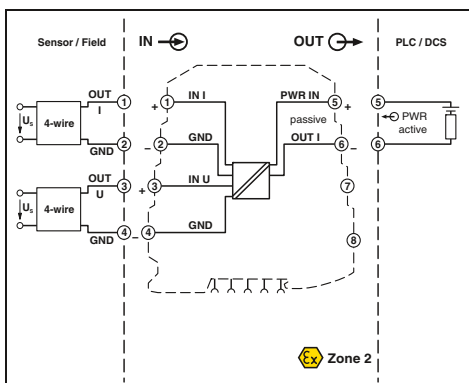 Sensor / Field
IN
OUT
PLC / DCS
OUT
I
1
1
IN I
PWR IN
5
5
+
+
passive
PWR
active
Us
4-wire
GND
2
2
GND
OUT I
6
6
−
−
OUT
U
3
3
IN U
7
+
Us
4-wire
GND
4
4
GND
8
−
Ex Zone 2